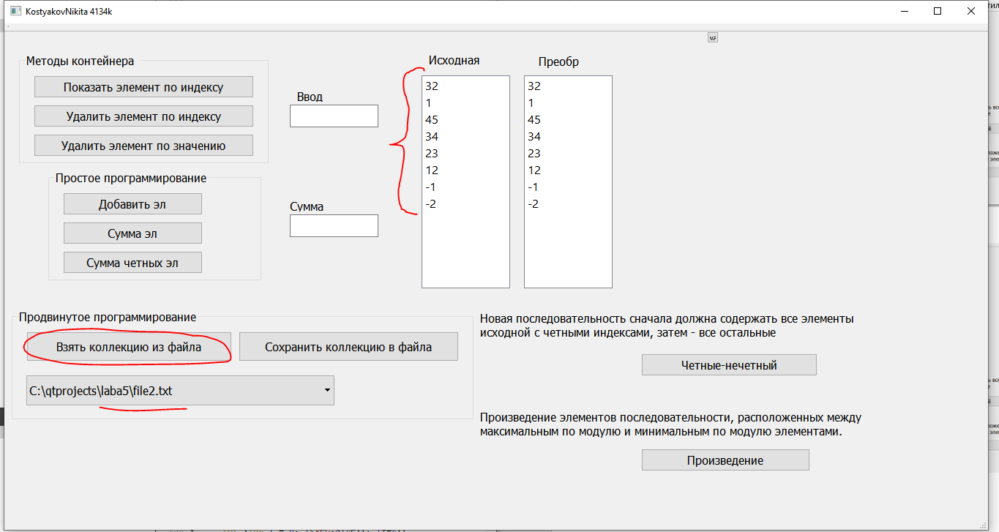 KostyakovNikita 4134k
Методы контейнера
Показать элемент по индексу
Удалить элемент по индексу
Удалить элемент по значению
Простое программирование
Добавить эл
Сумма эл
Сумма четных эл
Ввод
Сумма
Исходная
32
1
45
34
23
12
-1
-2
Преобр
32
1
45
34
23
12
-1
-2
Продвинутое программирование
Взять коллекцию из файла
Сохранить коллекцию в файла
C:\qtprojects\laba5\file2.txt
Новая последовательность сначала должна содержать все элементы
исходной с четными индексами, затем - все остальные
Четные-нечетный
Произведение элементов последовательности, расположенных между
максимальным по модулю и минимальным по модулю элементами.
Произведение